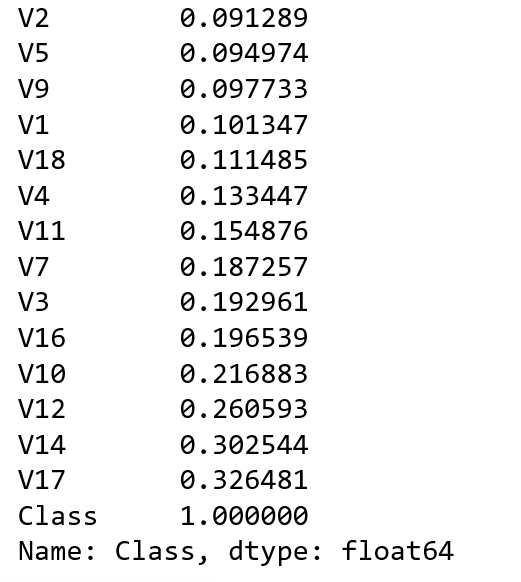 V2 0.091289
V5 0.094974
V9 0.097733
V1 0.101347
V18 0.111485
V4 0.133447
V11 0.154876
V7 0.187257
V3 0.192961
V16 0.196539
V10 0.216883
V12 0.260593
V14 0.302544
V17 0.326481
Class 1.000000
Name: Class, dtype: float64